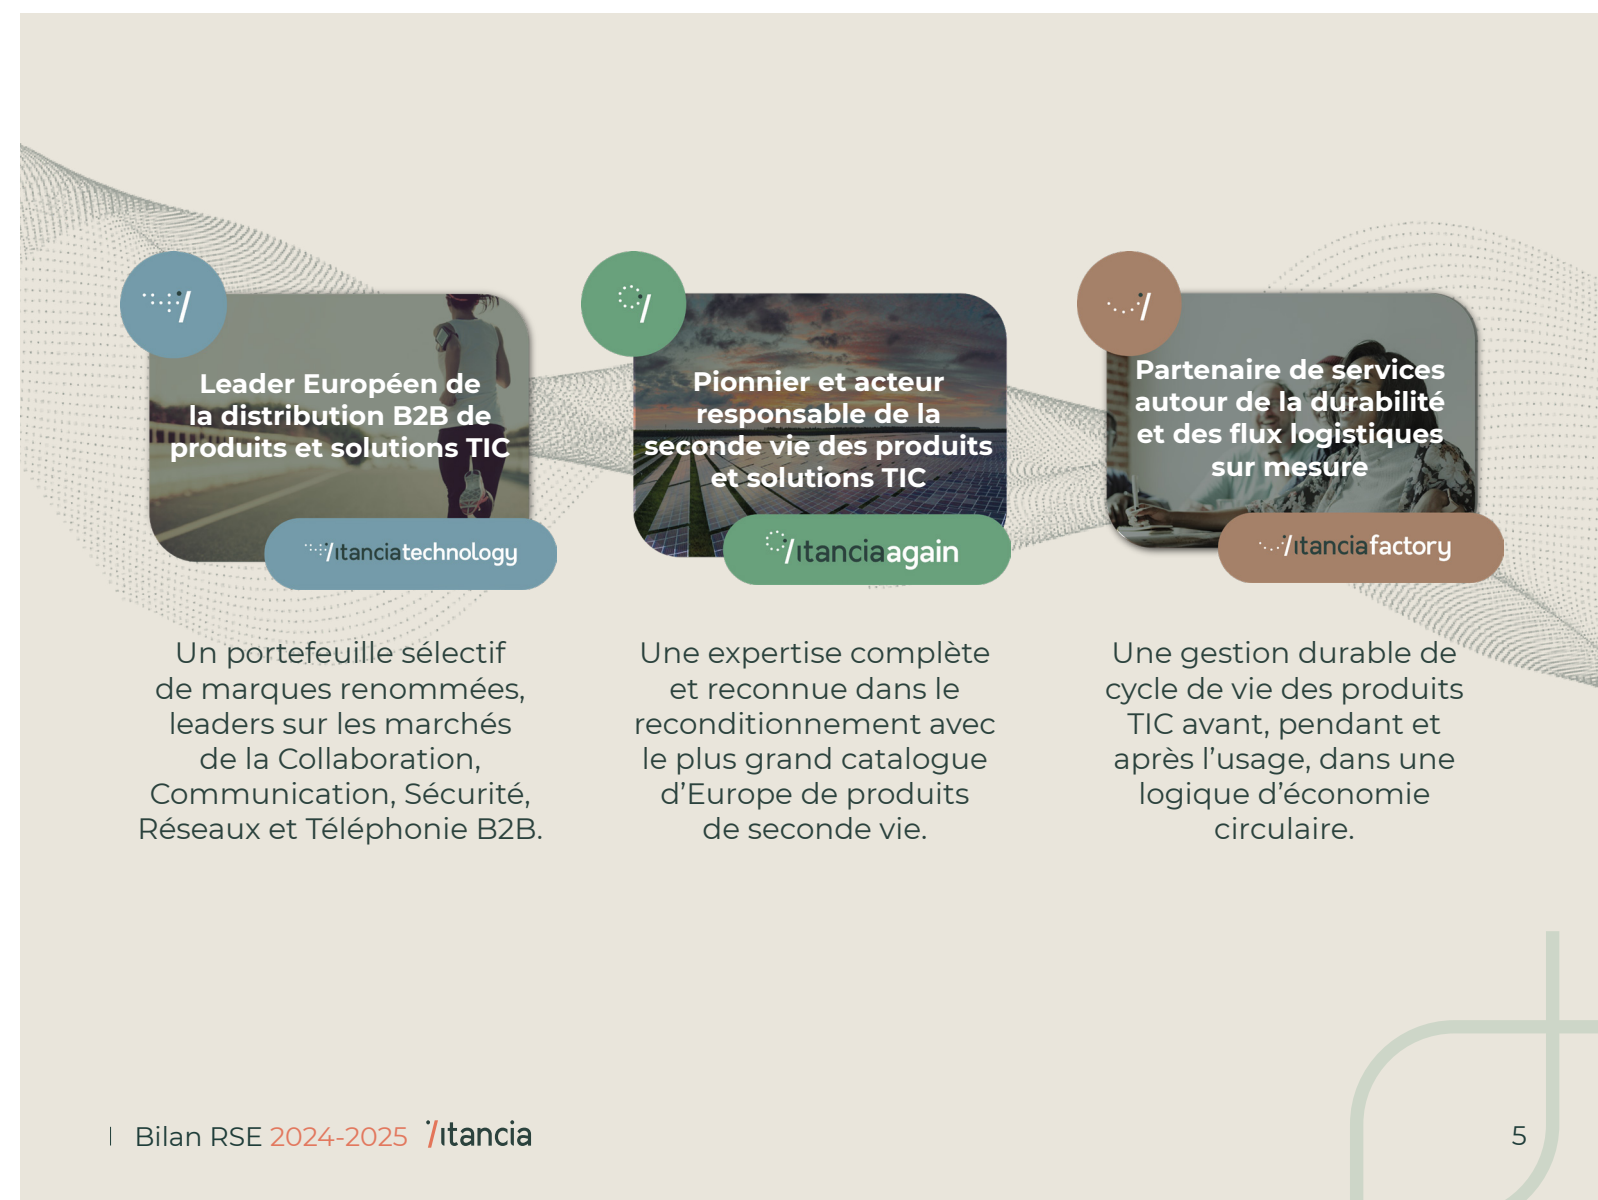 Leader Européen de
la distribution B2B de
produits et solutions TIC
itanciatechnology
Un portefeuille sélectif
de marques renommées,
leaders sur les marchés
de la Collaboration,
Communication, Sécurité,
Réseaux et Téléphonie B2B.
Pionnier et acteur
responsable de la
seconde vie des produits
et solutions TIC
itanciaagain
Une expertise complète
et reconnue dans le
reconditionnement avec
le plus grand catalogue
d’Europe de produits
de seconde vie.
Partenaire de services
autour de la durabilité
et des flux logistiques
sur mesure
itanciafactory
Une gestion durable de
cycle de vie des produits
TIC avant, pendant et
après l’usage, dans une
logique d’économie
circulaire.
| Bilan RSE 2024-2025 itancia
5